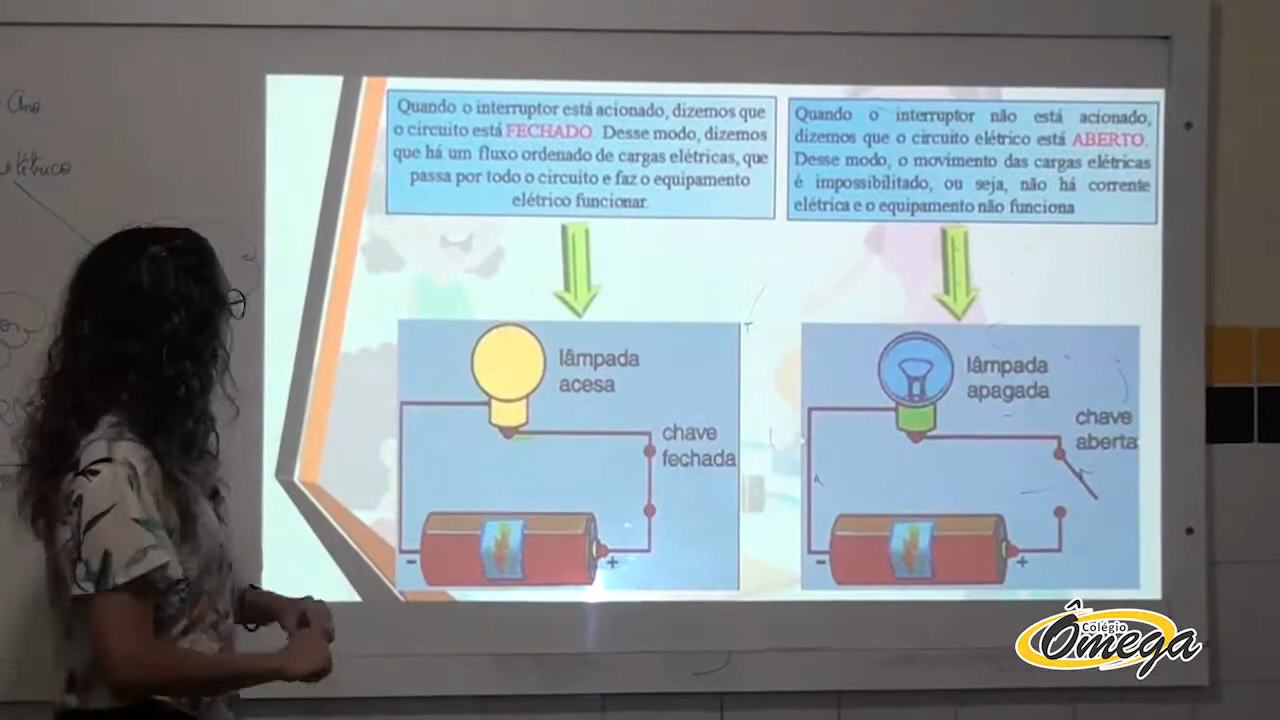 Ano
elétrico
Quando o interruptor está acionado, dizemos que
o circuito está FECHADO. Desse modo, dizemos
que há um fluxo ordenado de cargas elétricas, que
passa por todo o circuito e faz o equipamento
elétrico funcionar.
Quando o interruptor não está acionado,
dizemos que o circuito elétrico está ABERTO.
Desse modo, o movimento das cargas elétricas
é impossibilitado, ou seja, não há corrente
elétrica e o equipamento não funciona
lâmpada
acesa
chave
fechada
-
+
lâmpada
apagada
chave
aberta
-
+
Colégio
Ômega